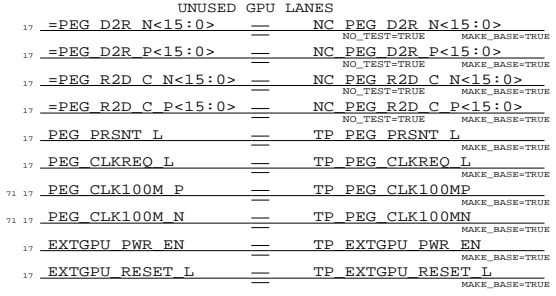 UNUSED GPU LANES
17 =PEG_D2R_N<15:0> NC_PEG_D2R_N<15:0>
NO_TEST=TRUE MAKE_BASE=TRUE
17 =PEG_D2R_P<15:0> NC_PEG_D2R_P<15:0>
NO_TEST=TRUE MAKE_BASE=TRUE
17 =PEG_R2D_C_N<15:0> NC_PEG_R2D_C_N<15:0>
NO_TEST=TRUE MAKE_BASE=TRUE
17 =PEG_R2D_C_P<15:0> NC_PEG_R2D_C_P<15:0>
NO_TEST=TRUE MAKE_BASE=TRUE
17 PEG_PRSNT_L TP_PEG_PRSNT_L
MAKE_BASE=TRUE
17 PEG_CLKREQ_L TP_PEG_CLKREQ_L
MAKE_BASE=TRUE
71 17 PEG_CLK100M_P TP_PEG_CLK100MP
MAKE_BASE=TRUE
71 17 PEG_CLK100M_N TP_PEG_CLK100MN
MAKE_BASE=TRUE
17 EXTGPU_PWR_EN TP_EXTGPU_PWR_EN
MAKE_BASE=TRUE
17 EXTGPU_RESET_L TP_EXTGPU_RESET_L
MAKE_BASE=TRUE